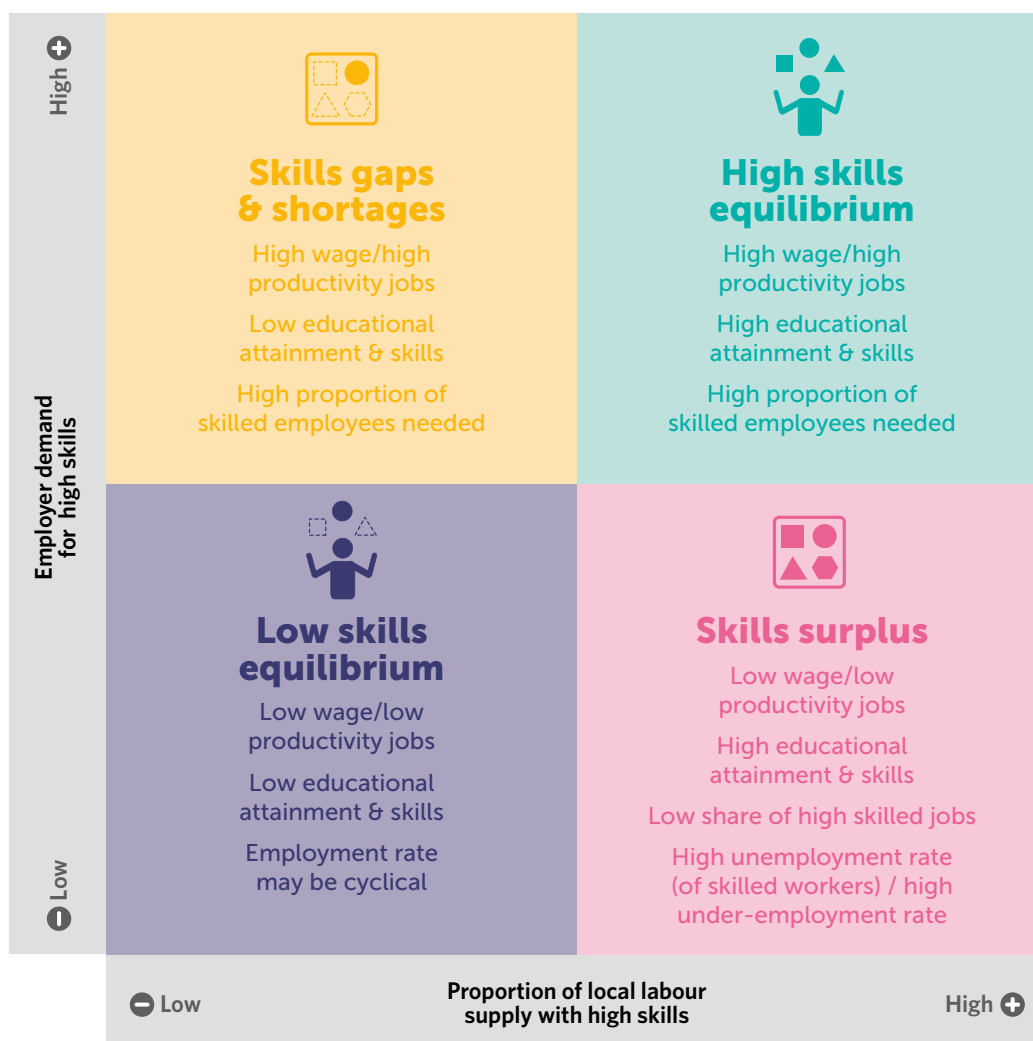 High
Employer demand
for high skills
Low
Skills gaps
& shortages
High wage/high
productivity jobs
Low educational
attainment & skills
High proportion of
skilled employees needed
High skills
equilibrium
High wage/high
productivity jobs
High educational
attainment & skills
High proportion of
skilled employees needed
Low skills
equilibrium
Low wage/low
productivity jobs
Low educational
attainment & skills
Employment rate
may be cyclical
Skills surplus
Low wage/low
productivity jobs
High educational
attainment & skills
Low share of high skilled jobs
High unemployment rate
(of skilled workers) / high
under-employment rate
Low
Proportion of local labour
supply with high skills
High